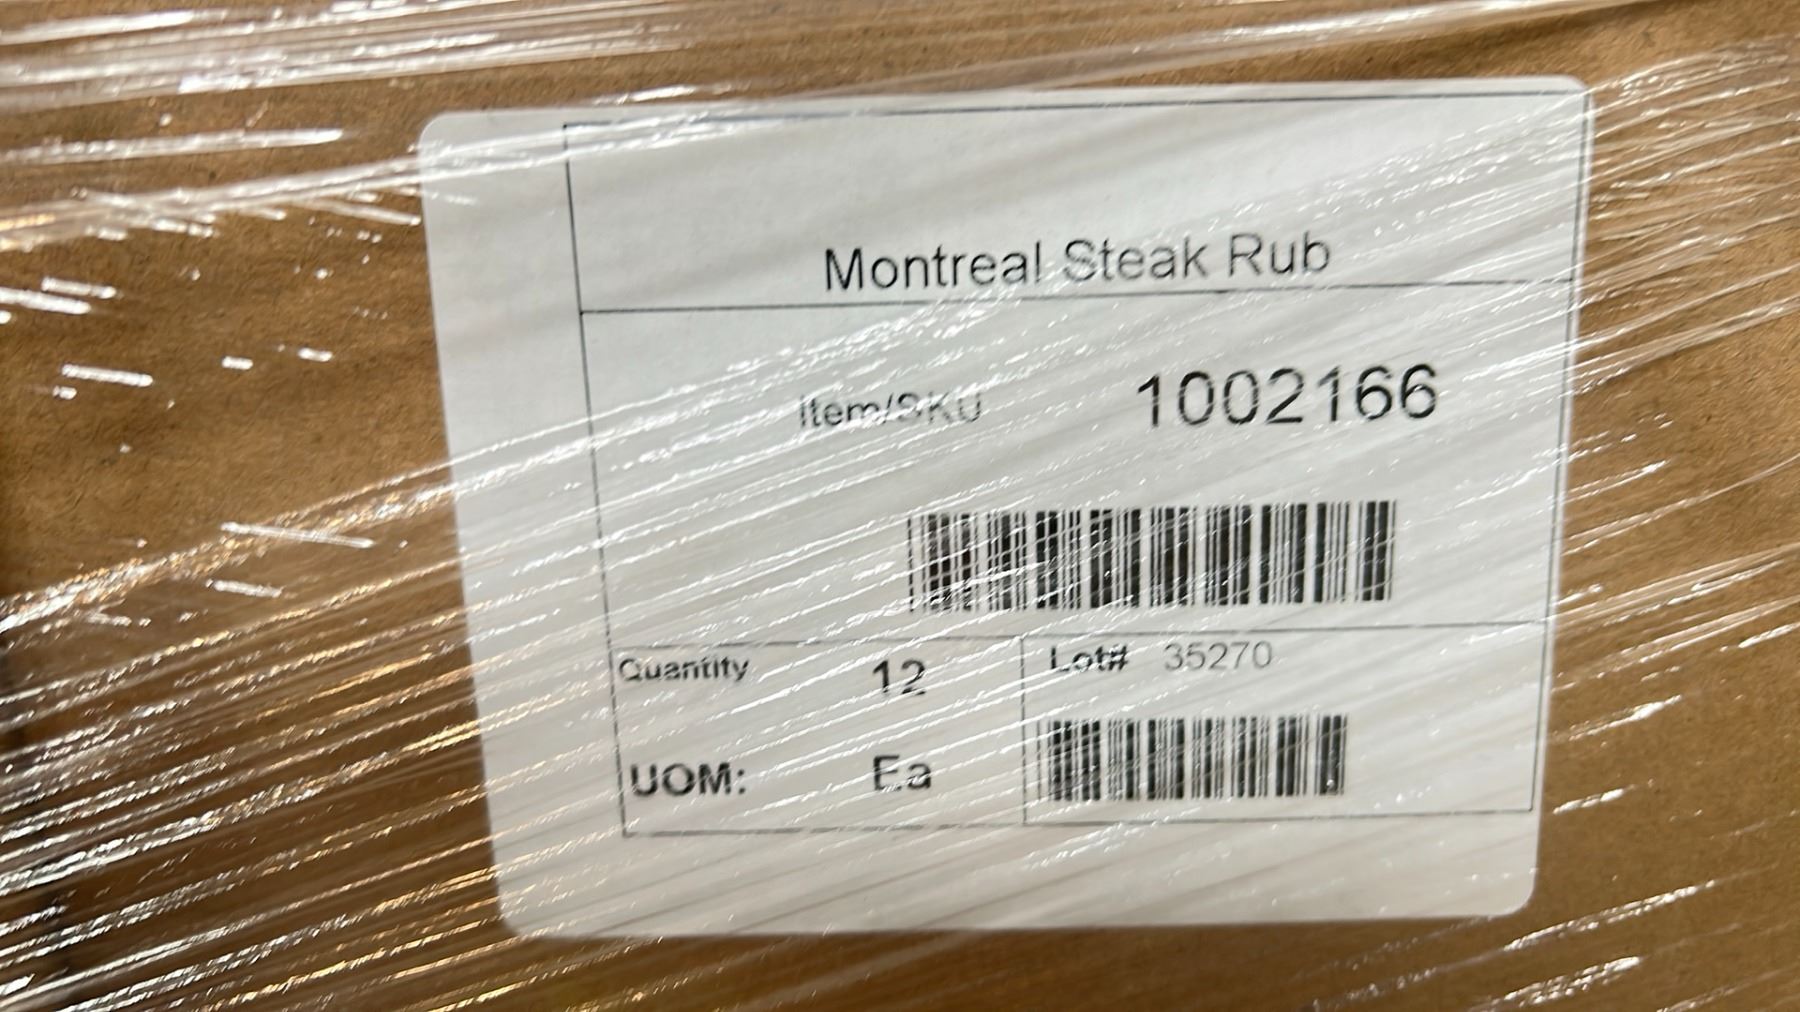 Montreal Steak Rub
Item/SKU 1002166
Quantity 12 Lot# 35270
UOM: Ea